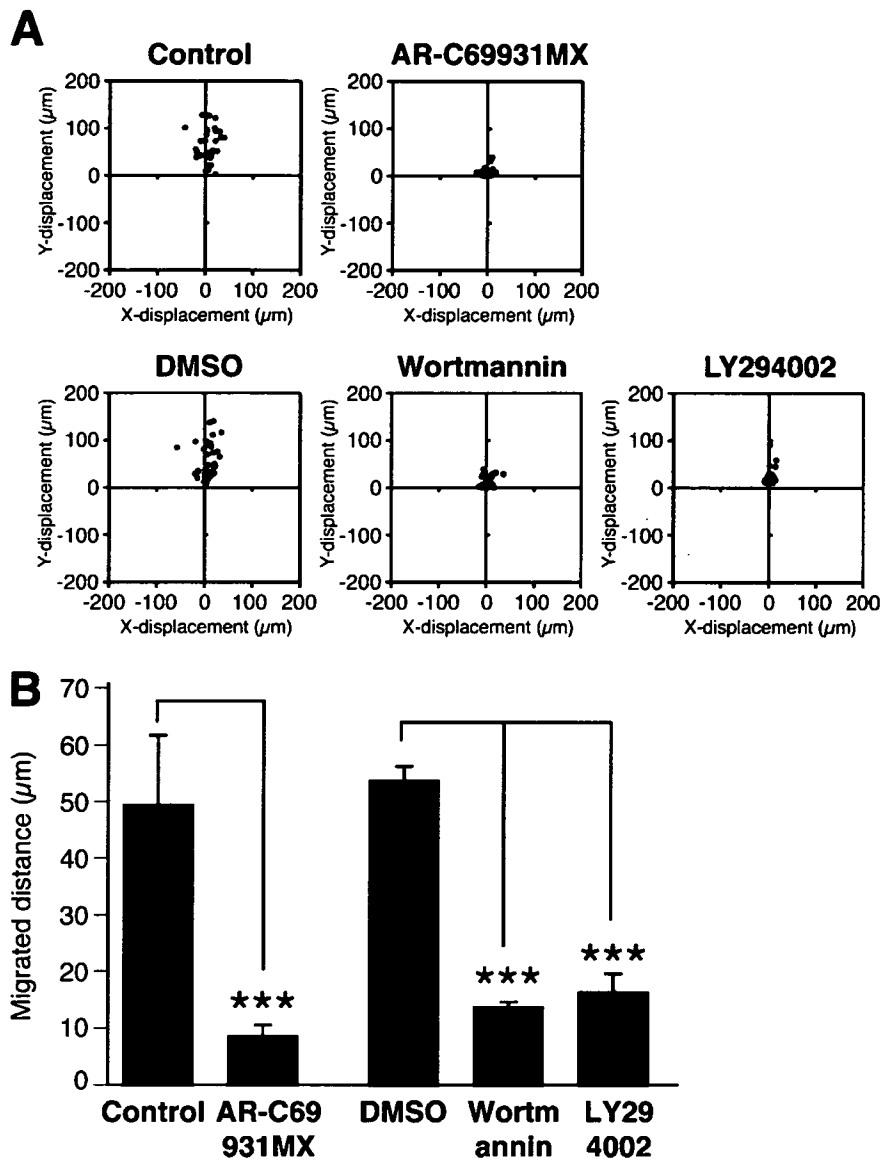 A
Control
AR-C69931MX
200
100
0
-100
-200
Y-displacement (µm)
-200 -100 0 100 200
X-displacement (µm)
200
100
0
-100
-200
Y-displacement (µm)
-200 -100 0 100 200
X-displacement (µm)
DMSO
Wortmannin
LY294002
200
100
0
-100
-200
Y-displacement (µm)
-200 -100 0 100 200
X-displacement (µm)
200
100
0
-100
-200
Y-displacement (µm)
-200 -100 0 100 200
X-displacement (µm)
200
100
0
-100
-200
Y-displacement (µm)
-200 -100 0 100 200
X-displacement (µm)
B
70
60
50
40
30
20
10
0
Migrated distance (µm)
***
***
***
Control
AR-C69
931MX
DMSO
Wortm
annin
LY29
4002